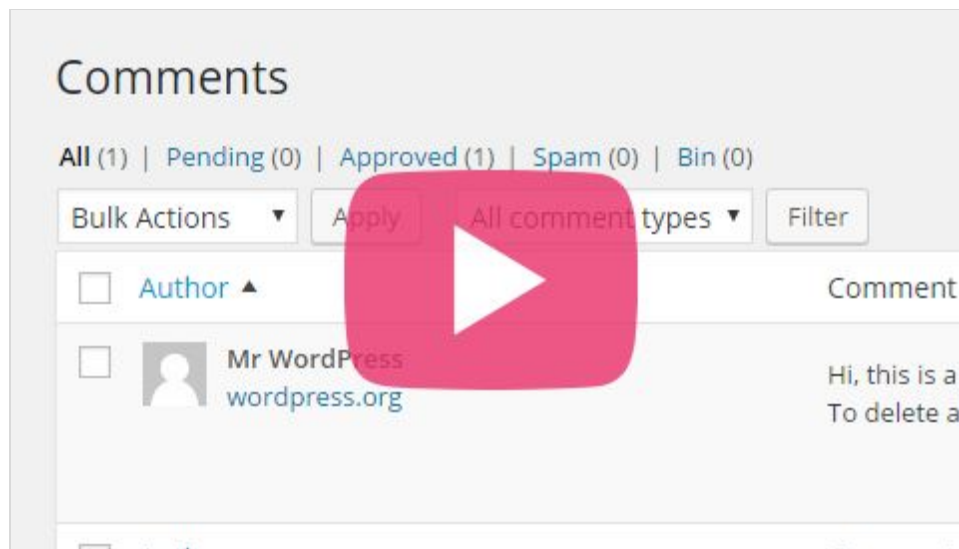 Comments
All (1) | Pending (0) | Approved (1) | Spam (0) | Bin (0)
Bulk Actions Apply All comment types Filter
Author Comment
Mr WordPress
wordpress.org
Hi, this is a
To delete a